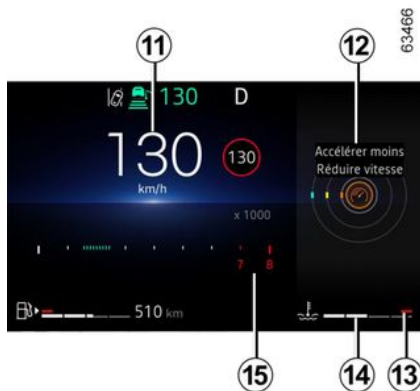 11
12
63466
130 D
130
130
km/h
Accélérer moins
Réduire vitesse
x 1000
7 8
510 km
15
14
13